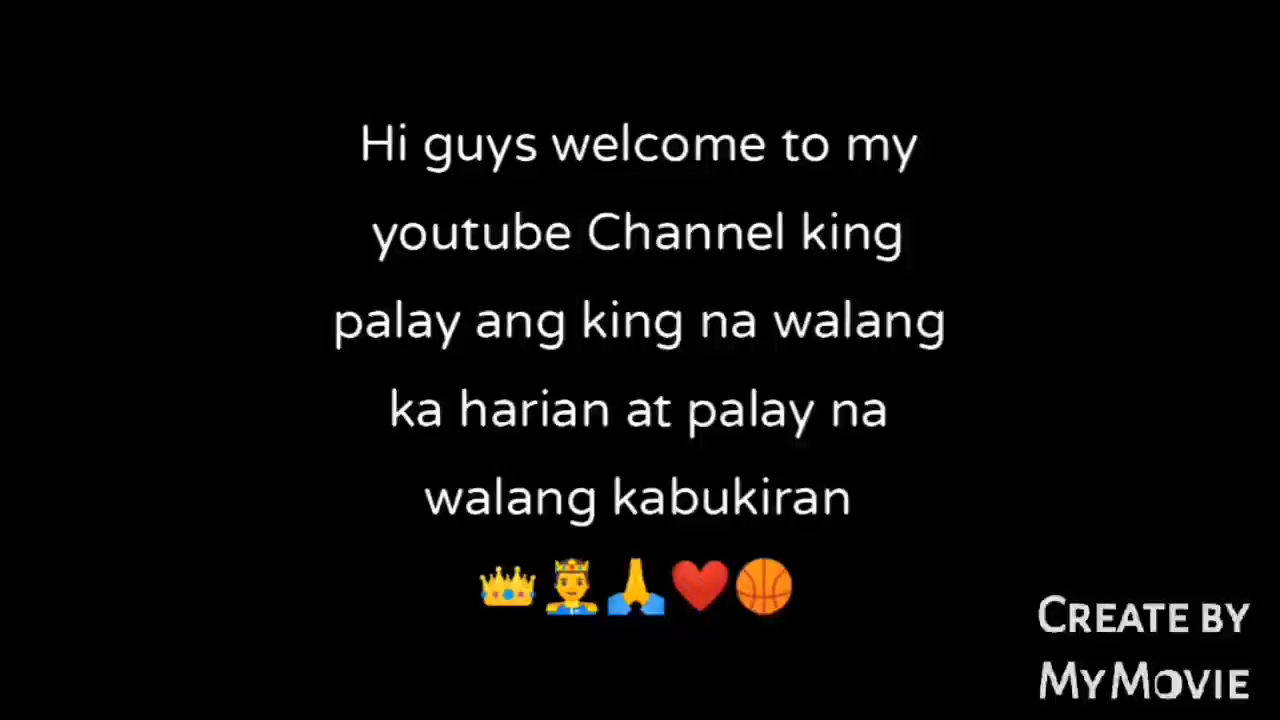 Hi guys welcome to my
youtube Channel king
palay ang king na walang
ka harian at palay na
walang kabukiran
👑🤴🙏❤️🏀
CREATE BY
MYMOVIE